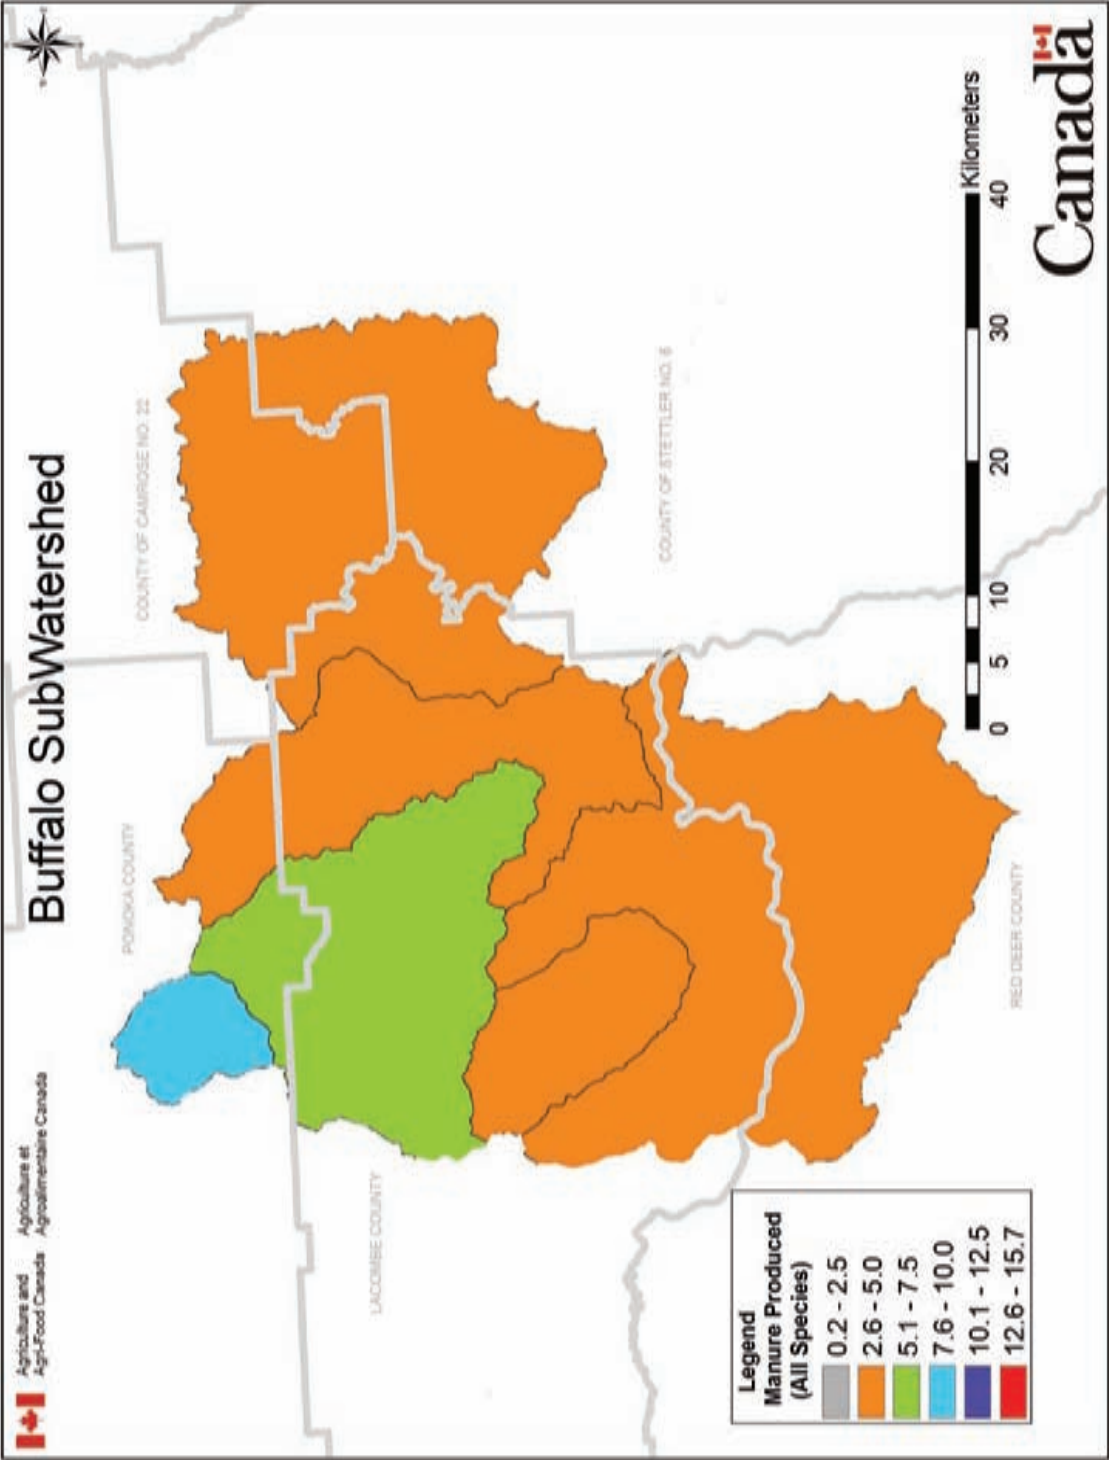 Agriculture and
Agri-Food Canada
Agriculture et
Agroalimentaire Canada
Buffalo SubWatershed
PONOKA COUNTY
COUNTY OF CAMROSE NO. 22
LACOMBE COUNTY
COUNTY OF STETTLER NO. 6
RED DEER COUNTY
Legend
Manure Produced
(All Species)
0.2 - 2.5
2.6 - 5.0
5.1 - 7.5
7.6 - 10.0
10.1 - 12.5
12.6 - 15.7
0 5 10 20 30 40
Kilometers
Canada